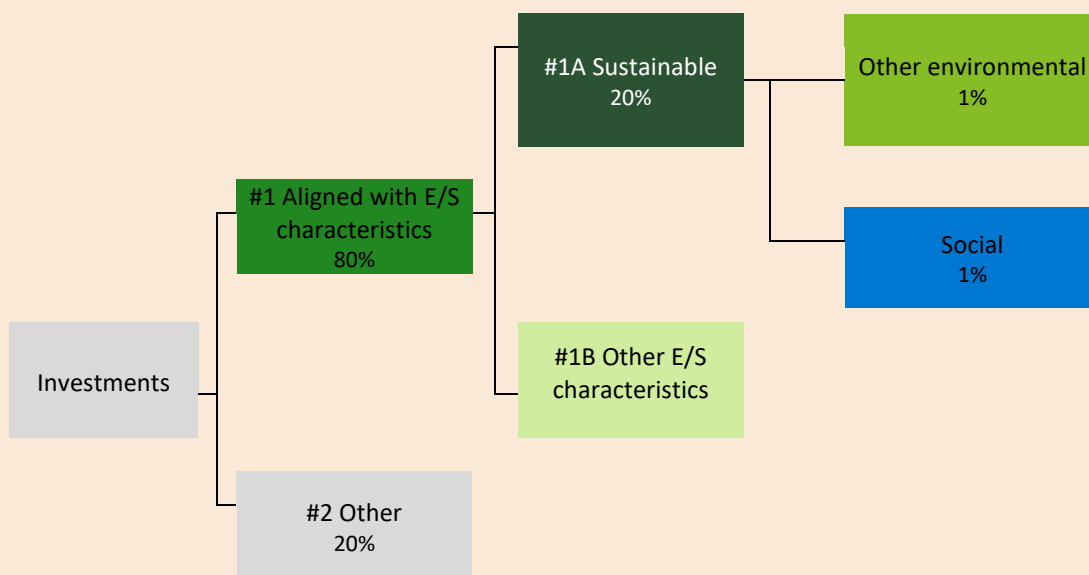 #1A Sustainable
20%
Other environmental
1%
#1 Aligned with E/S
characteristics
80%
Social
1%
Investments
#1B Other E/S
characteristics
#2 Other
20%